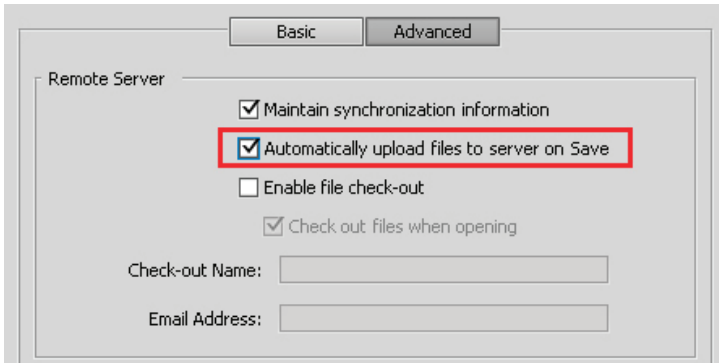 Basic Advanced
Remote Server
Maintain synchronization information
Automatically upload files to server on Save
Enable file check-out
Check out files when opening
Check-out Name:
Email Address: